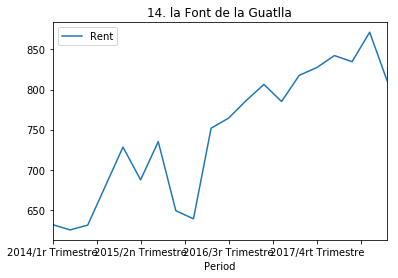 14. la Font de la Guatlla
Rent
850
800
750
700
650
2014/1r Trimestre 2015/2n Trimestre 2016/3r Trimestre 2017/4rt Trimestre
Period